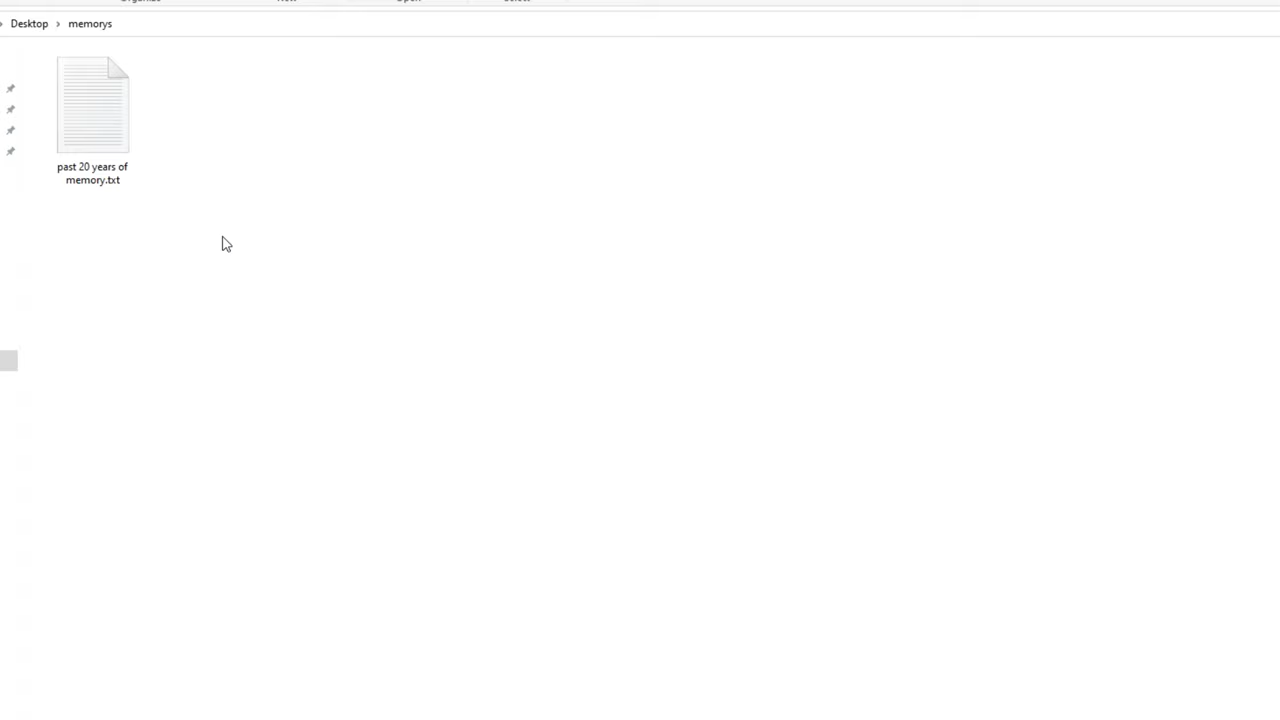 Desktop › memorys
past 20 years of
memory.txt